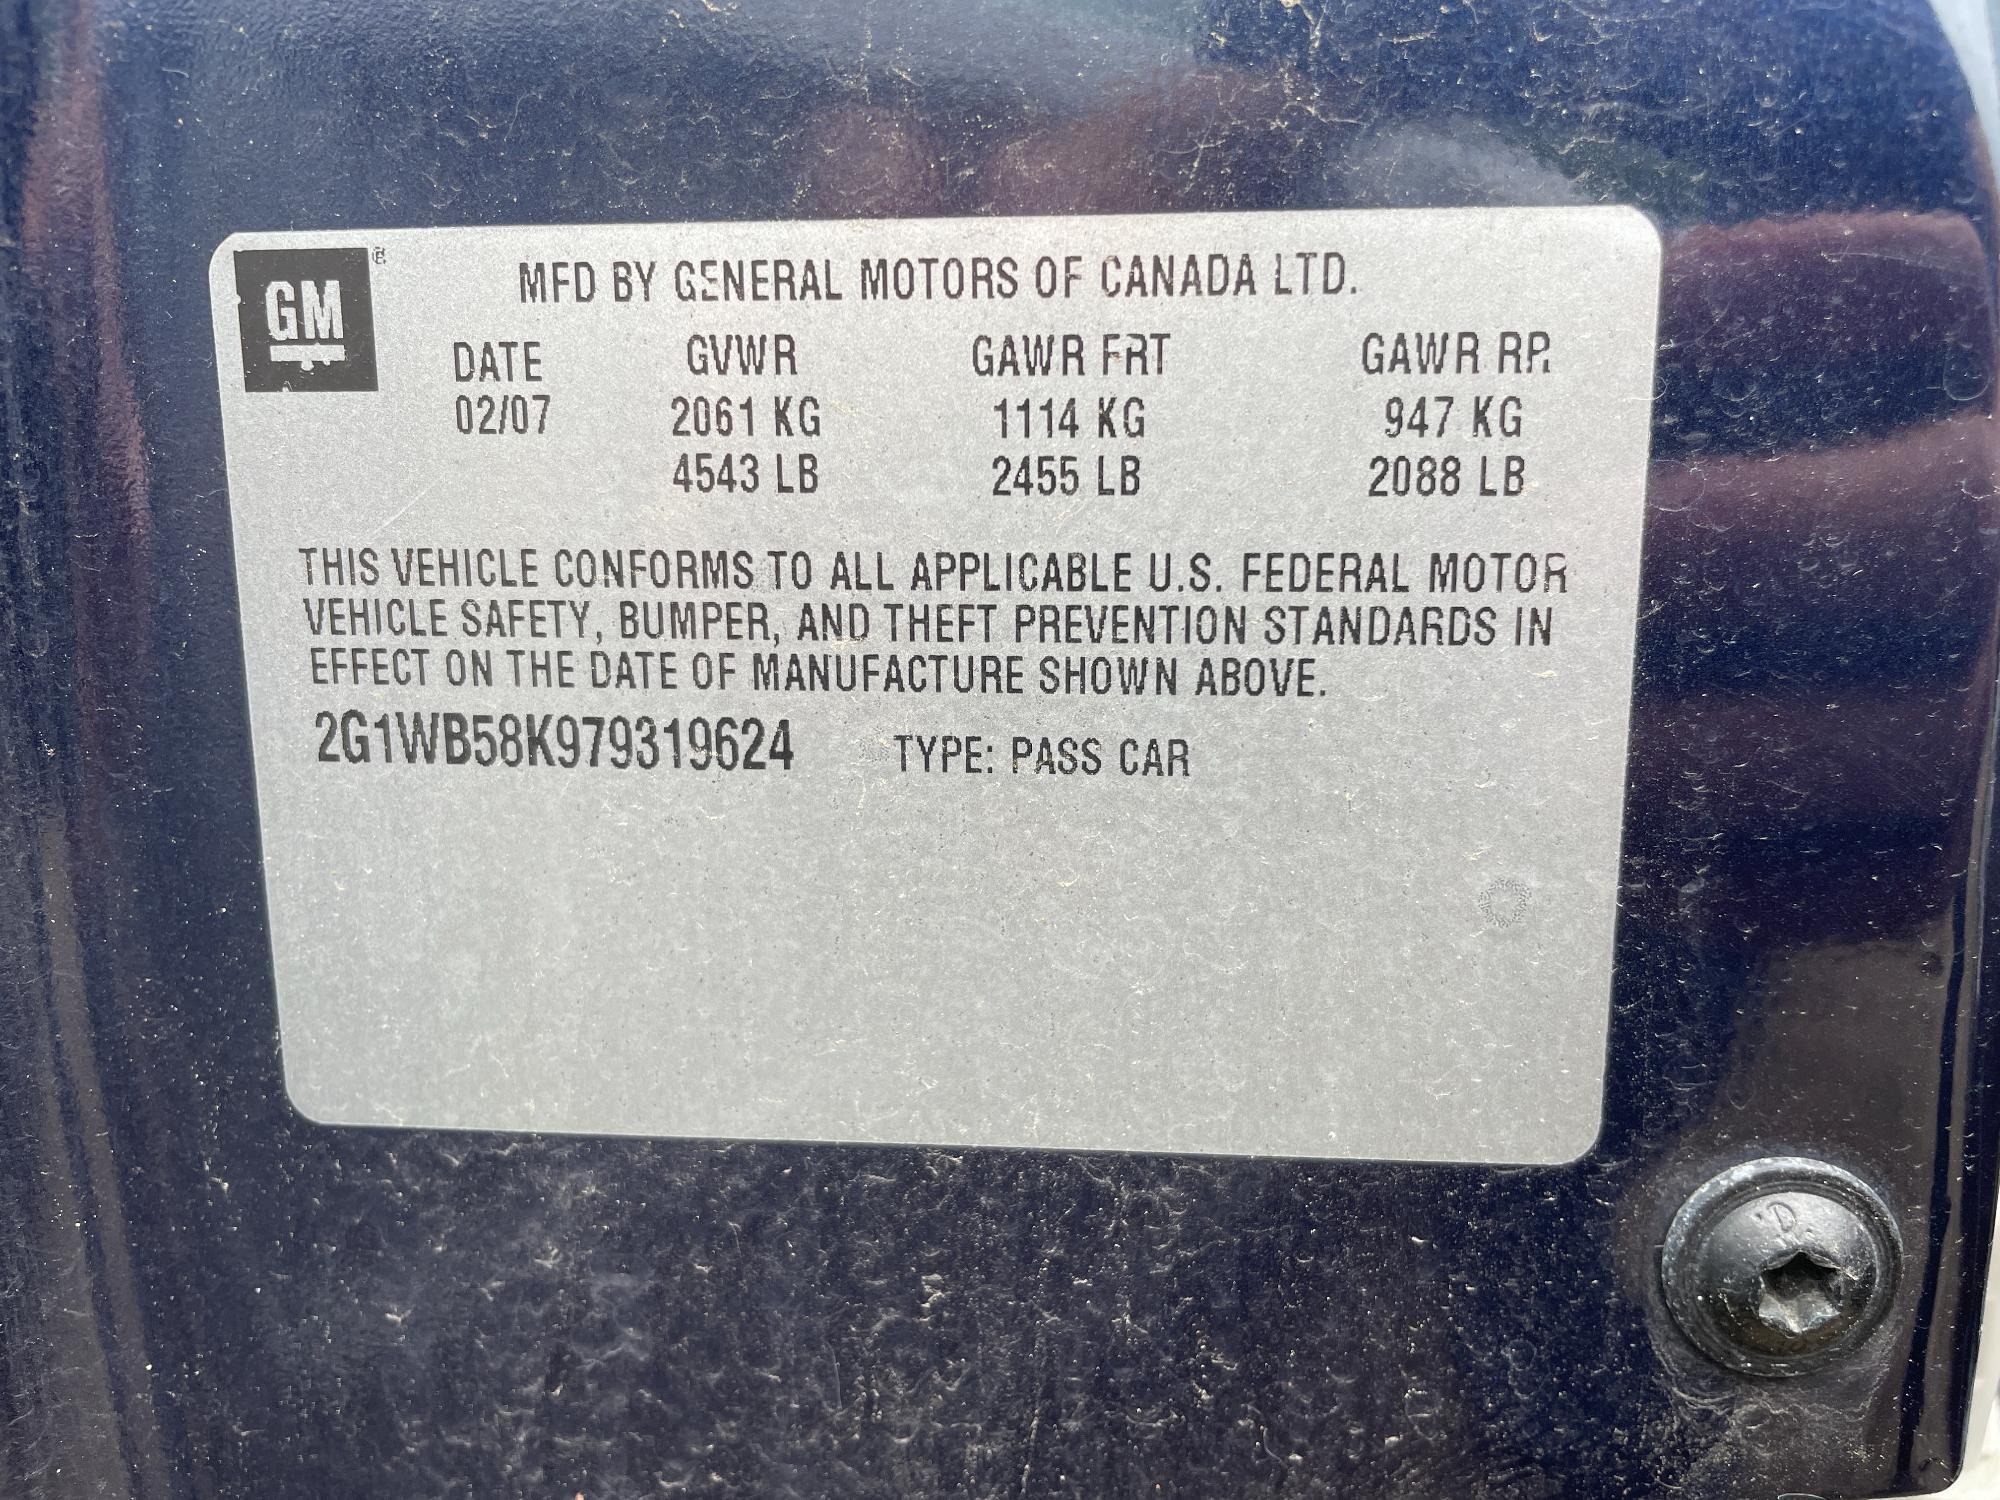 GM ®
MFD BY GENERAL MOTORS OF CANADA LTD.
DATE GVWR GAWR FRT GAWR RR
02/07 2061 KG 1114 KG 947 KG
4543 LB 2455 LB 2088 LB
THIS VEHICLE CONFORMS TO ALL APPLICABLE U.S. FEDERAL MOTOR
VEHICLE SAFETY, BUMPER, AND THEFT PREVENTION STANDARDS IN
EFFECT ON THE DATE OF MANUFACTURE SHOWN ABOVE.
2G1WB58K979319624 TYPE: PASS CAR
D